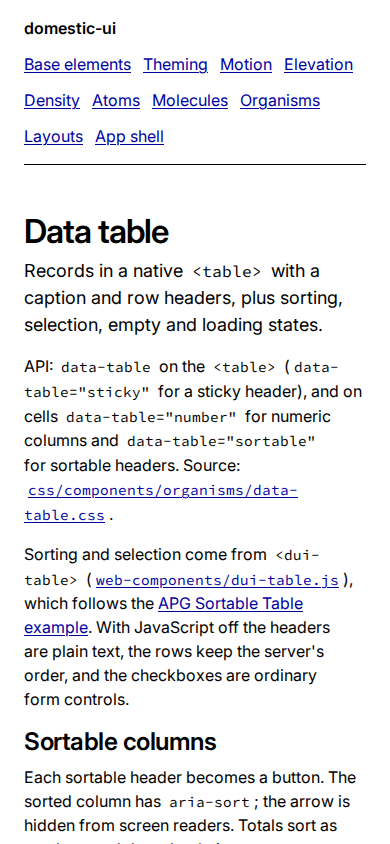 domestic-ui
Base elements Theming Motion Elevation
Density Atoms Molecules Organisms
Layouts App shell
Data table
Records in a native <table> with a
caption and row headers, plus sorting,
selection, empty and loading states.
API: data-table on the <table> ( data-
table="sticky" for a sticky header), and on
cells data-table="number" for numeric
columns and data-table="sortable"
for sortable headers. Source:
css/components/organisms/data-
table.css .
Sorting and selection come from <dui-
table> ( web-components/dui-table.js ),
which follows the APG Sortable Table
example. With JavaScript off the headers
are plain text, the rows keep the server's
order, and the checkboxes are ordinary
form controls.
Sortable columns
Each sortable header becomes a button. The
sorted column has aria-sort ; the arrow is
hidden from screen readers. Totals sort as